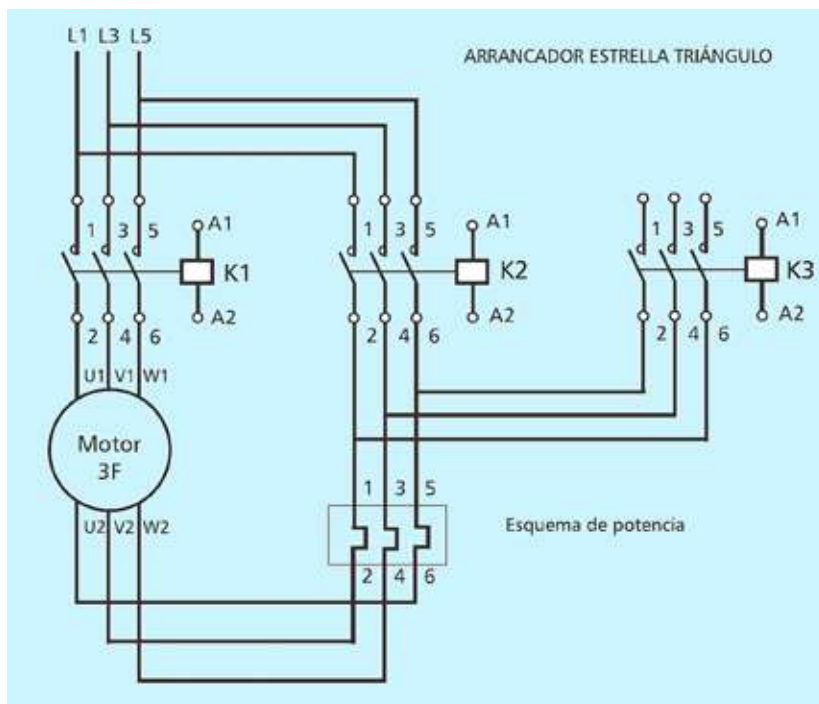 L1 L3 L5
ARRANCADOR ESTRELLA TRIÁNGULO
1 3 5 A1 K1 A2
2 4 6
1 3 5 A1 K2 A2
2 4 6
1 3 5 A1 K3 A2
2 4 6
U1 V1 W1
Motor
3F
U2 V2 W2
1 3 5
2 4 6
Esquema de potencia